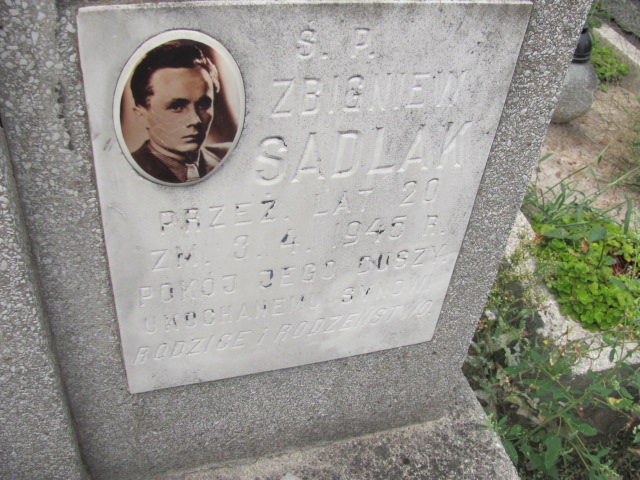 Ś. P.
ZBIGNIEW
SADLAK
PRZEŻ. LAT 20
ZM. 3. 4. 1945 R.
POKÓJ JEGO DUSZY.
UKOCHANEMU SYNOWI
RODZICE I RODZEŃSTWO.